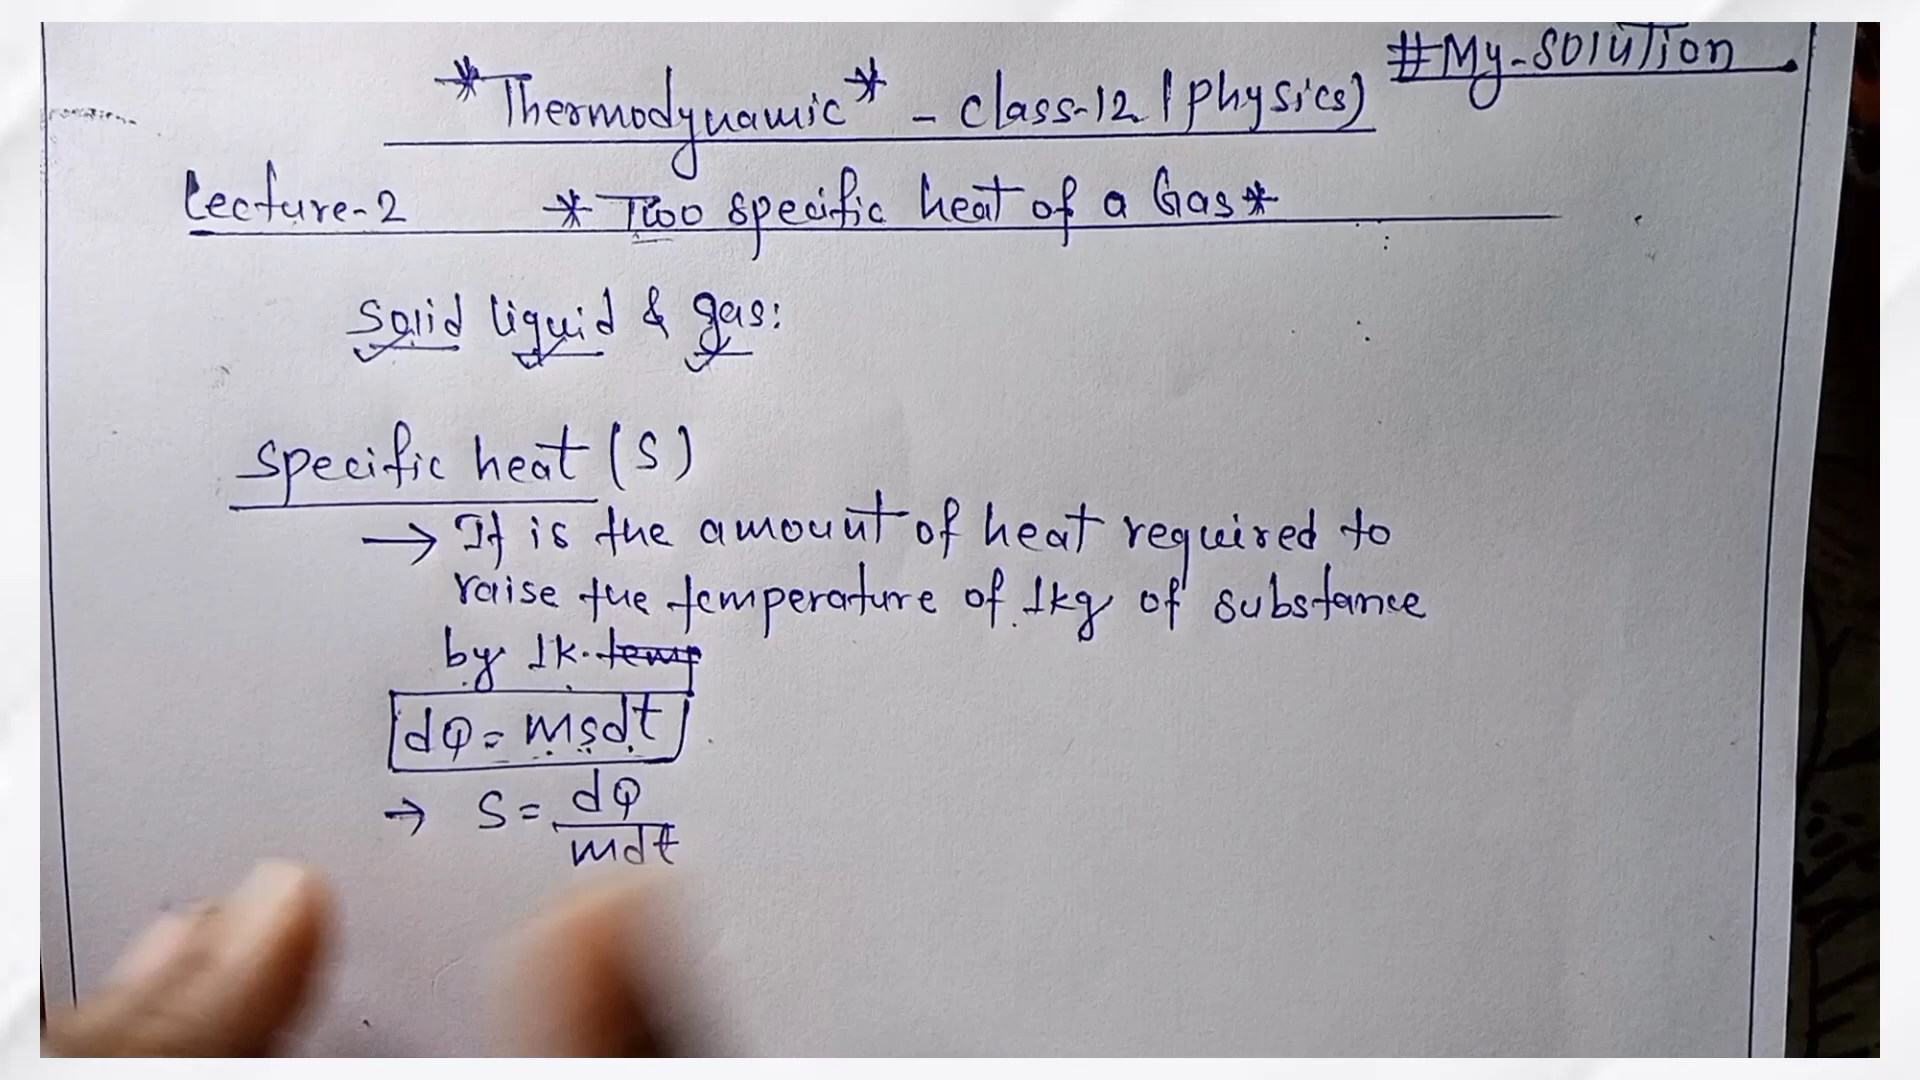 #My-Solution
*Thermodynamic* - class-12 (physics)
Lecture-2 *Two specific heat of a Gas*
Solid liquid & gas:
Specific heat (S)
→ It is the amount of heat required to
raise the temperature of 1kg of substance
by 1K. temp
dQ = msdt
→ S = dQ
mdt